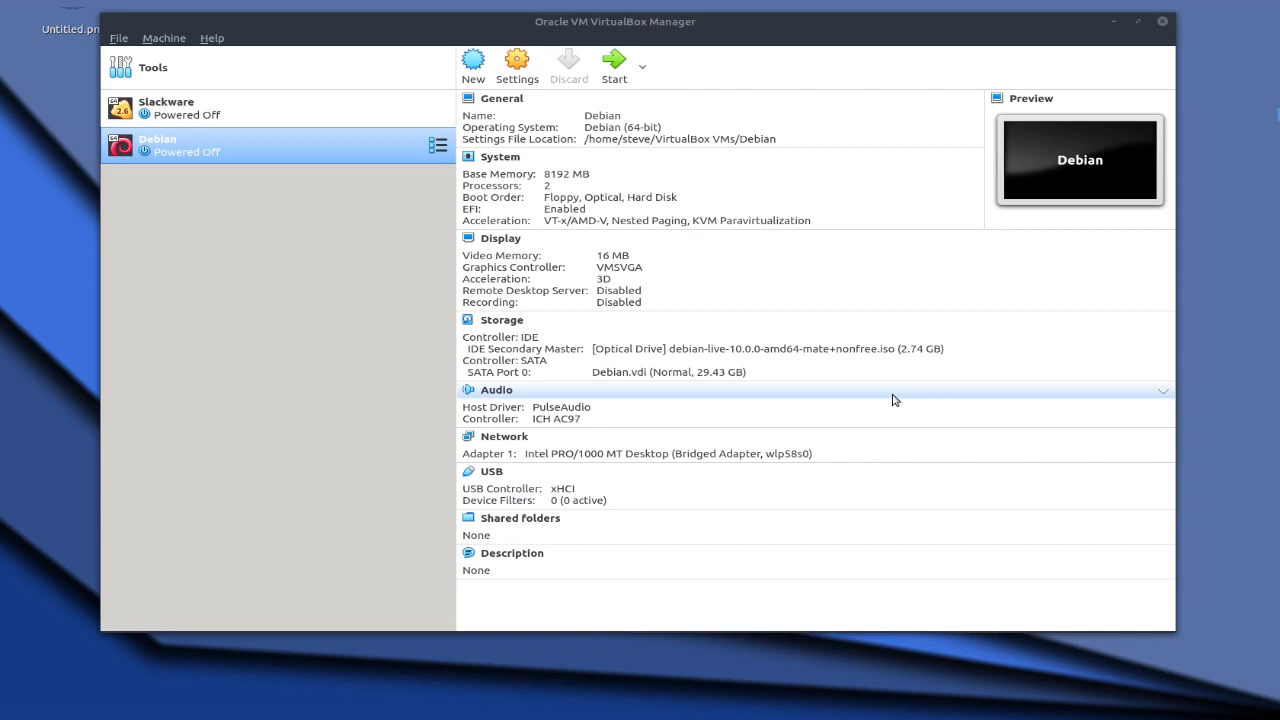 Untitled.pn
Oracle VM VirtualBox Manager
File Machine Help
Tools
New Settings Discard Start
Slackware
Powered Off
Debian
Powered Off
General
Name: Debian
Operating System: Debian (64-bit)
Settings File Location: /home/steve/VirtualBox VMs/Debian
Preview
Debian
System
Base Memory: 8192 MB
Processors: 2
Boot Order: Floppy, Optical, Hard Disk
EFI: Enabled
Acceleration: VT-x/AMD-V, Nested Paging, KVM Paravirtualization
Display
Video Memory: 16 MB
Graphics Controller: VMSVGA
Acceleration: 3D
Remote Desktop Server: Disabled
Recording: Disabled
Storage
Controller: IDE
IDE Secondary Master: [Optical Drive] debian-live-10.0.0-amd64-mate+nonfree.iso (2.74 GB)
Controller: SATA
SATA Port 0: Debian.vdi (Normal, 29.43 GB)
Audio
Host Driver: PulseAudio
Controller: ICH AC97
Network
Adapter 1: Intel PRO/1000 MT Desktop (Bridged Adapter, wlp58s0)
USB
USB Controller: xHCI
Device Filters: 0 (0 active)
Shared folders
None
Description
None